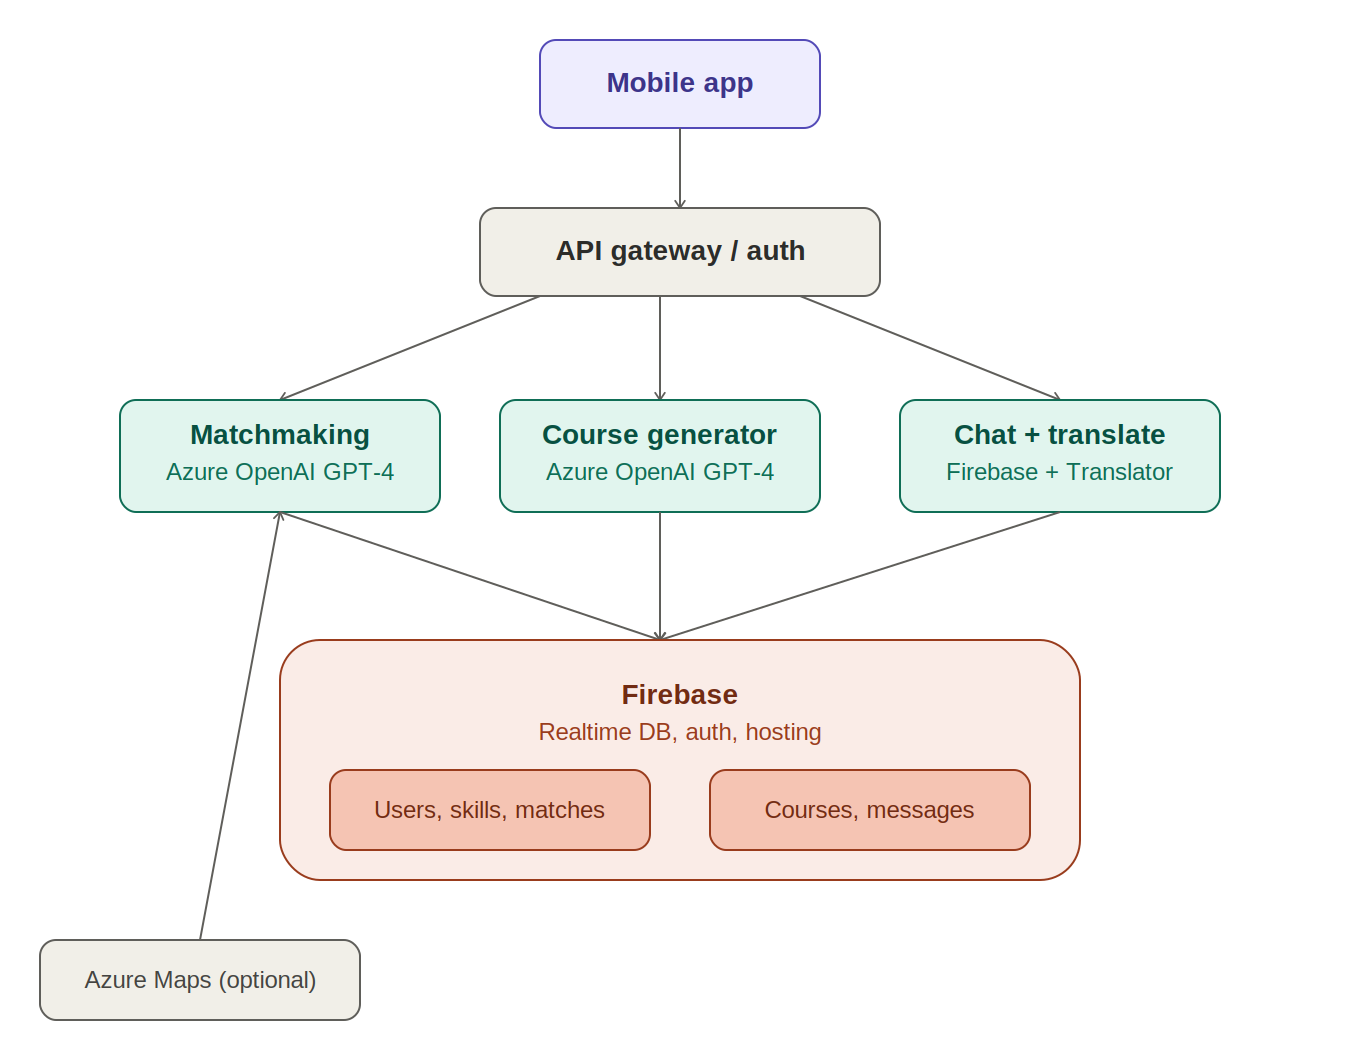 Mobile app
API gateway / auth
Matchmaking
Azure OpenAI GPT-4
Course generator
Azure OpenAI GPT-4
Chat + translate
Firebase + Translator
Firebase
Realtime DB, auth, hosting
Users, skills, matches
Courses, messages
Azure Maps (optional)